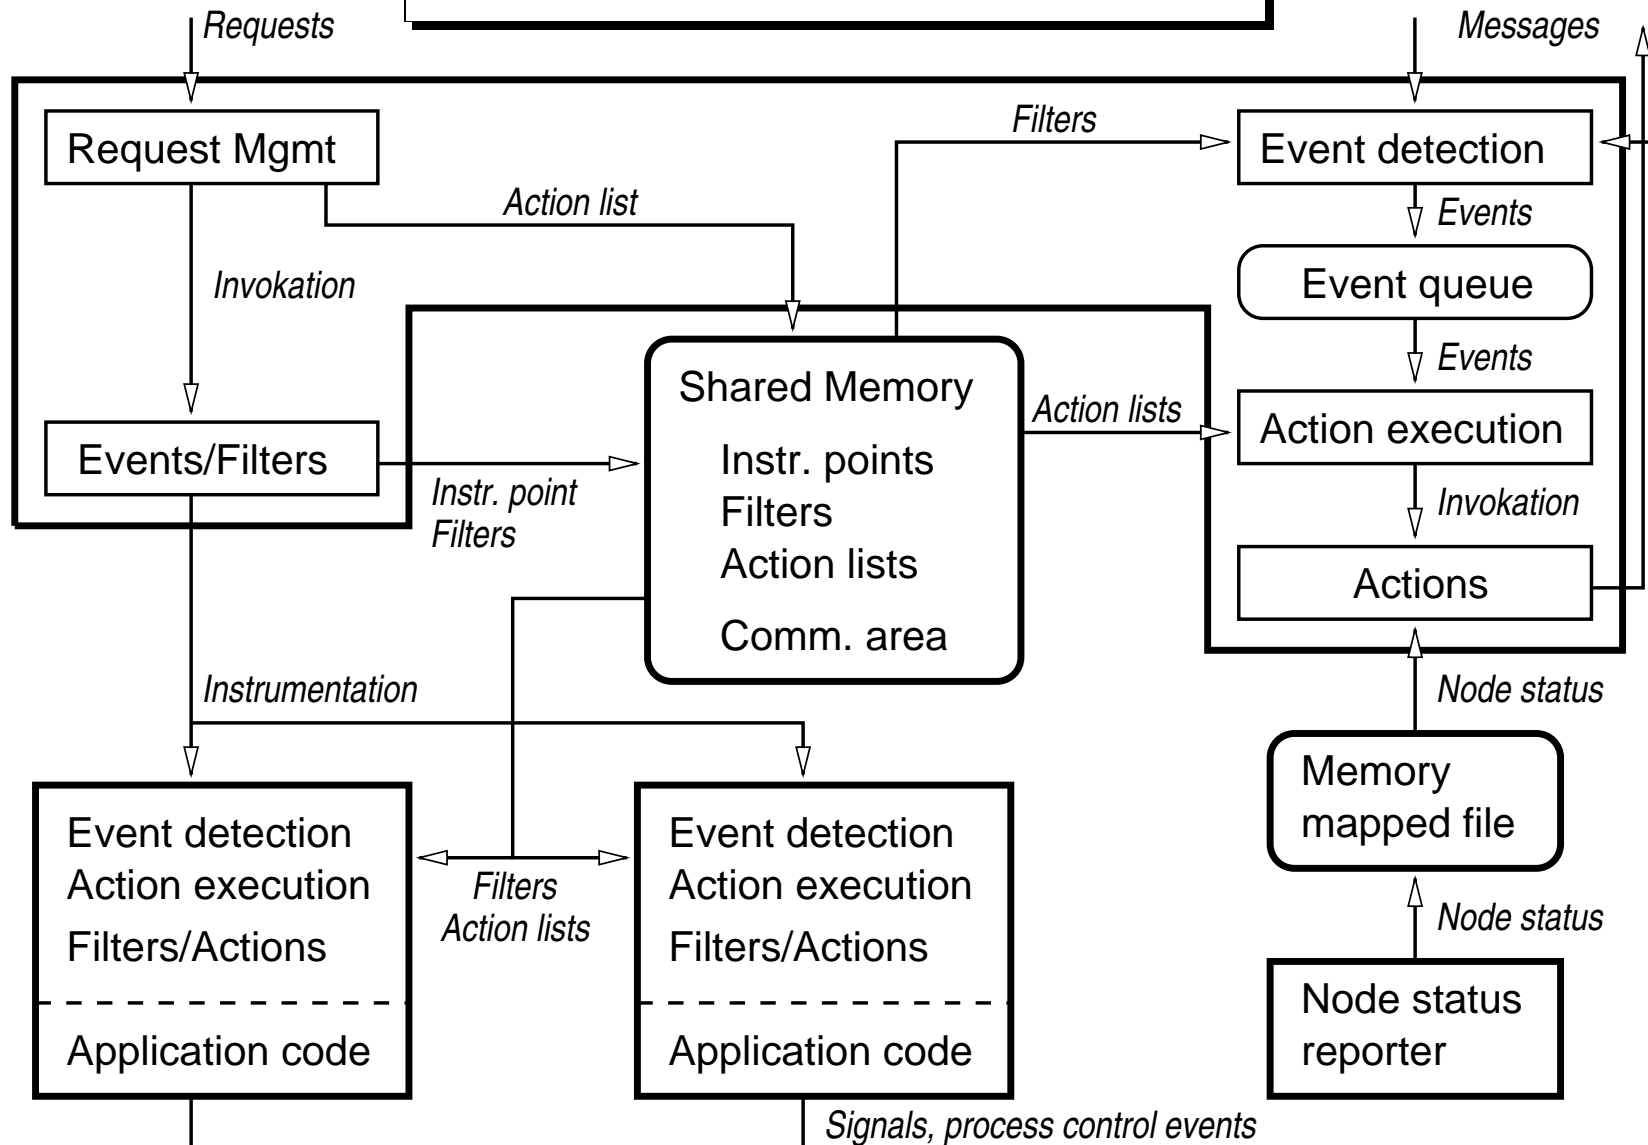 Requests
Messages
Request Mgmt
Filters
Event detection
Action list
Events
Invokation
Event queue
Events
Shared Memory
Action lists
Action execution
Events/Filters
Instr. points
Instr. point
Filters
Filters
Invokation
Action lists
Actions
Comm. area
Instrumentation
Node status
Memory
mapped file
Event detection
Action execution
Filters/Actions
Application code
Filters
Action lists
Event detection
Action execution
Filters/Actions
Application code
Node status
Node status
reporter
Signals, process control events